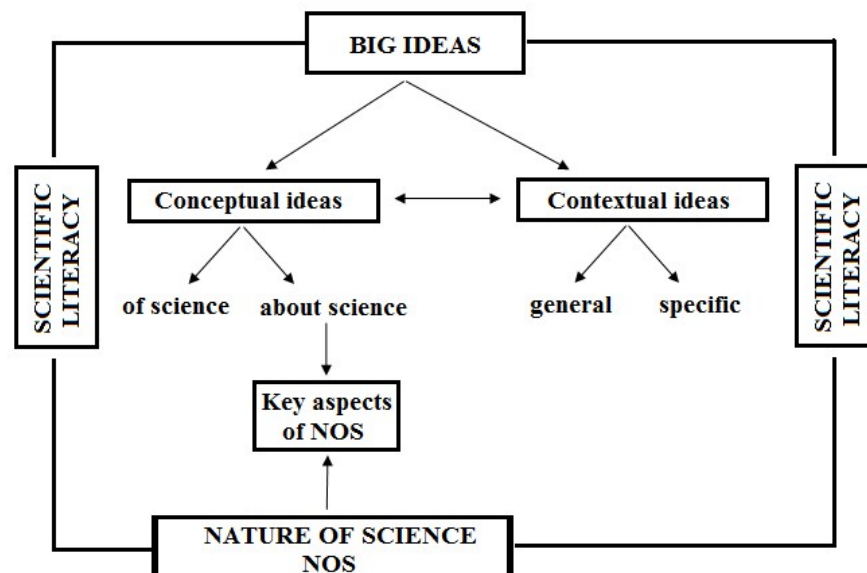 BIG IDEAS
SCIENTIFIC
LITERACY
Conceptual ideas
Contextual ideas
SCIENTIFIC
LITERACY
of science
about science
general
specific
Key aspects
of NOS
NATURE OF SCIENCE
NOS